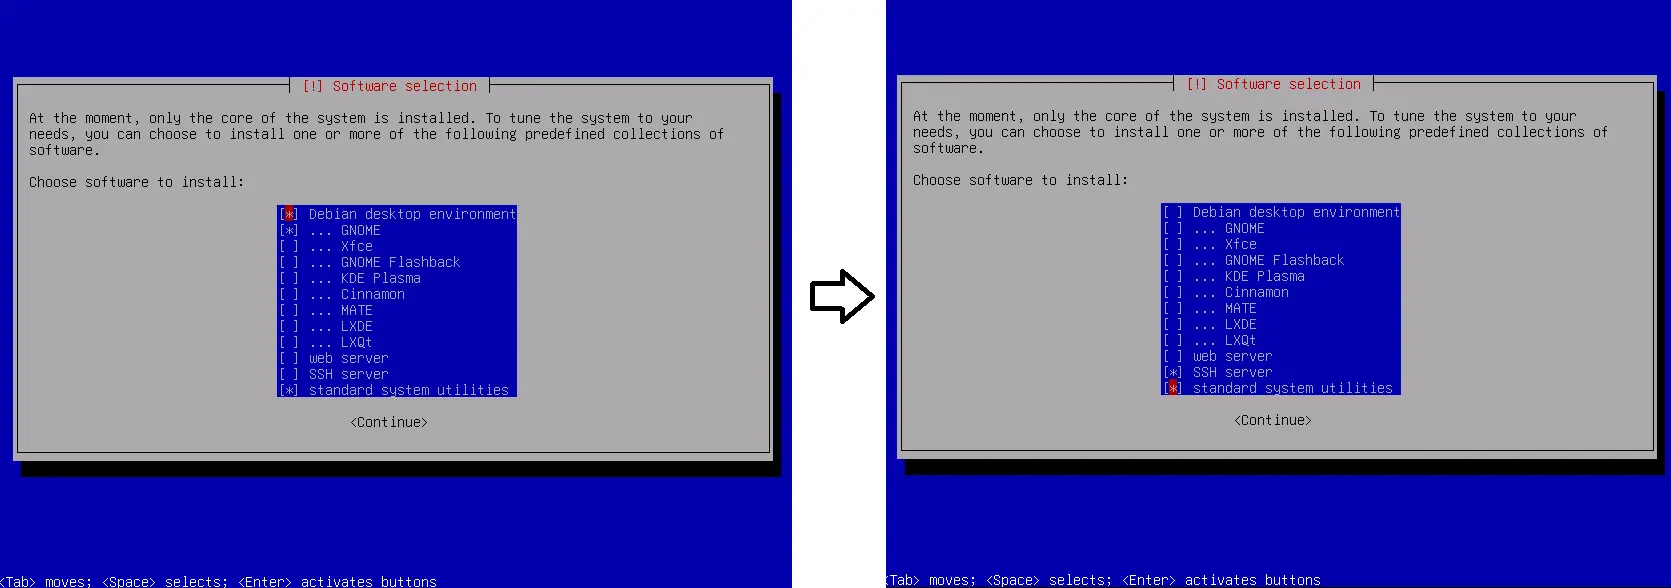 [!] Software selection
At the moment, only the core of the system is installed. To tune the system to your
needs, you can choose to install one or more of the following predefined collections of
software.
Choose software to install:
[*] Debian desktop environment
[*] ... GNOME
[ ] ... Xfce
[ ] ... GNOME Flashback
[ ] ... KDE Plasma
[ ] ... Cinnamon
[ ] ... MATE
[ ] ... LXDE
[ ] ... LXQt
[ ] web server
[ ] SSH server
[*] standard system utilities
<Continue>
<Tab> moves; <Space> selects; <Enter> activates buttons
[!] Software selection
At the moment, only the core of the system is installed. To tune the system to your
needs, you can choose to install one or more of the following predefined collections of
software.
Choose software to install:
[ ] Debian desktop environment
[ ] ... GNOME
[ ] ... Xfce
[ ] ... GNOME Flashback
[ ] ... KDE Plasma
[ ] ... Cinnamon
[ ] ... MATE
[ ] ... LXDE
[ ] ... LXQt
[ ] web server
[*] SSH server
[*] standard system utilities
<Continue>
<Tab> moves; <Space> selects; <Enter> activates buttons